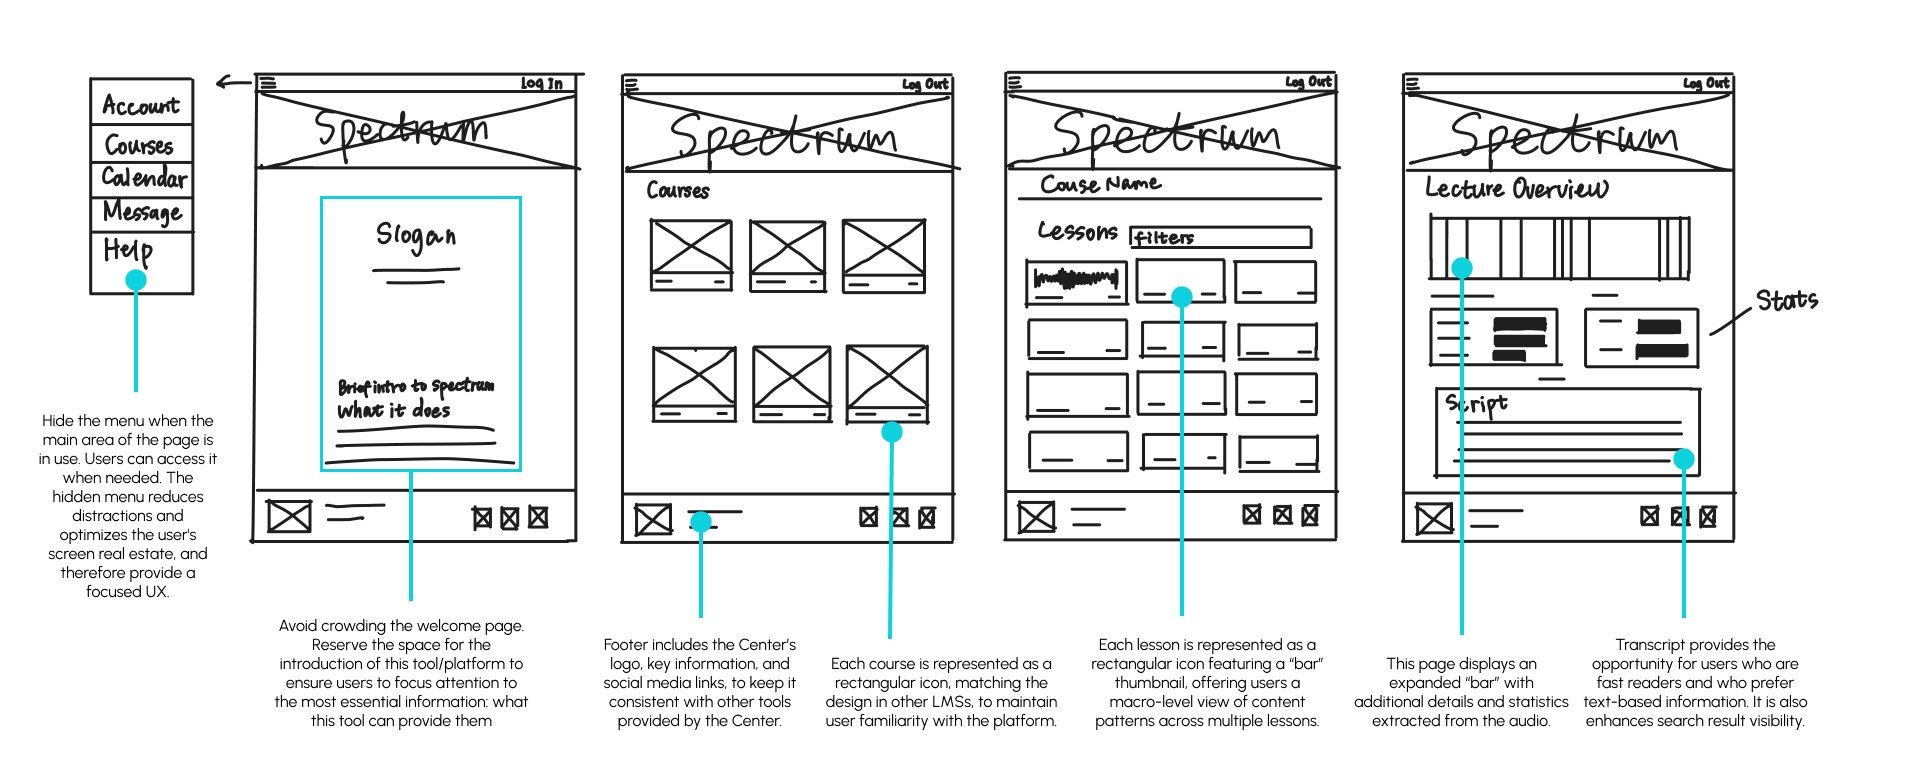 Account
Courses
Calendar
Message
Help
Hide the menu when the
main area of the page is
in use. Users can access it
when needed. The
hidden menu reduces
distractions and
optimizes the user's
screen real estate, and
therefore provide a
focused UX.
Log In
Spectrum
Slogan
Brief intro to spectrum
What it does
Avoid crowding the welcome page.
Reserve the space for the
introduction of this tool/platform to
ensure users to focus attention to
the most essential information: what
this tool can provide them
Log Out
Spectrum
Courses
Footer includes the Center's
logo, key information, and
social media links, to keep it
consistent with other tools
provided by the Center.
Each course is represented as a
rectangular icon, matching the
design in other LMSs, to maintain
user familiarity with the platform.
Log Out
Spectrum
Couse Name
Lessons
filters
Each lesson is represented as a
rectangular icon featuring a “bar”
thumbnail, offering users a
macro-level view of content
patterns across multiple lessons.
Log Out
Spectrum
Lecture Overview
Stats
Script
This page displays an
expanded “bar” with
additional details and statistics
extracted from the audio.
Transcript provides the
opportunity for users who are
fast readers and who prefer
text-based information. It is also
enhances search result visibility.